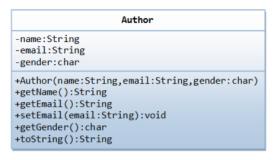 Author
-name:String
-email:String
-gender:char
+Author(name:String,email:String,gender:char)
+getName():String
+getEmail():String
+setEmail(email:String):void
+getGender():char
+toString():String